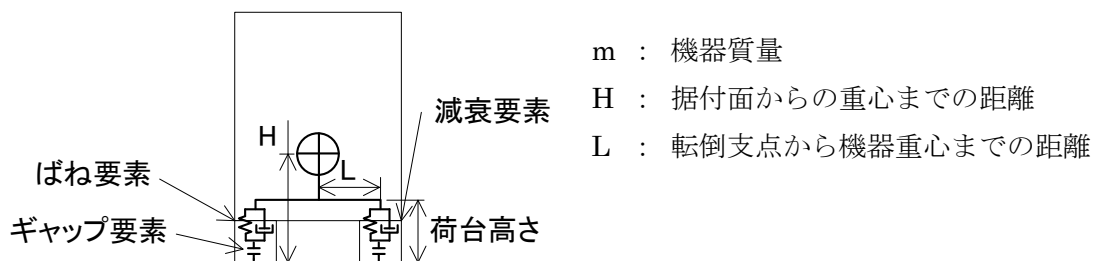 m : 機器質量
H : 据付面からの重心までの距離
L : 転倒支点から機器重心までの距離
H
L
減衰要素
ばね要素
ギャップ要素
荷台高さ